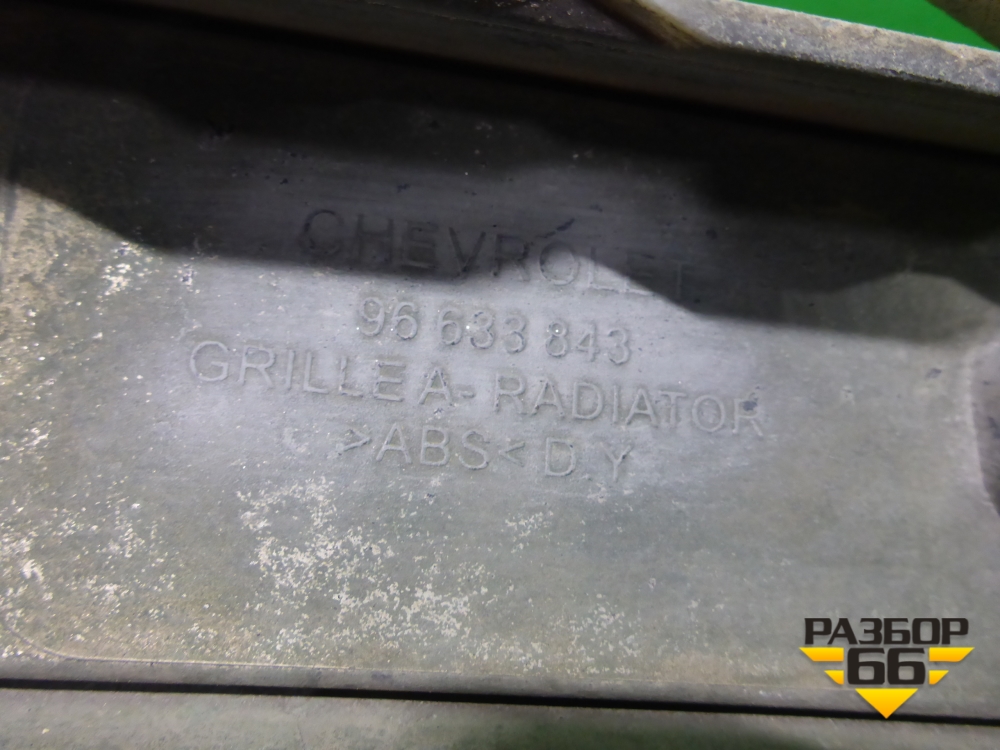 CHEVROLET
96 633 843
GRILLE A- RADIATOR
>ABS< D.Y
РАЗБОР
66